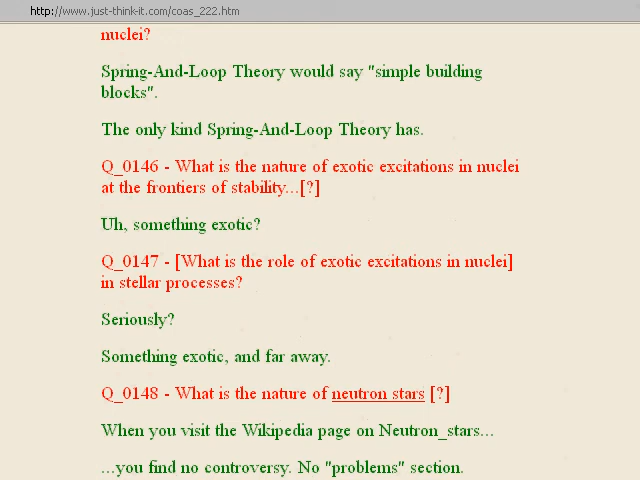 http://www.just-think-it.com/coas_222.htm
nuclei?
Spring-And-Loop Theory would say "simple building
blocks".
The only kind Spring-And-Loop Theory has.
Q_0146 - What is the nature of exotic excitations in nuclei
at the frontiers of stability...[?]
Uh, something exotic?
Q_0147 - [What is the role of exotic excitations in nuclei]
in stellar processes?
Seriously?
Something exotic, and far away.
Q_0148 - What is the nature of neutron stars [?]
When you visit the Wikipedia page on Neutron_stars...
...you find no controversy. No "problems" section.